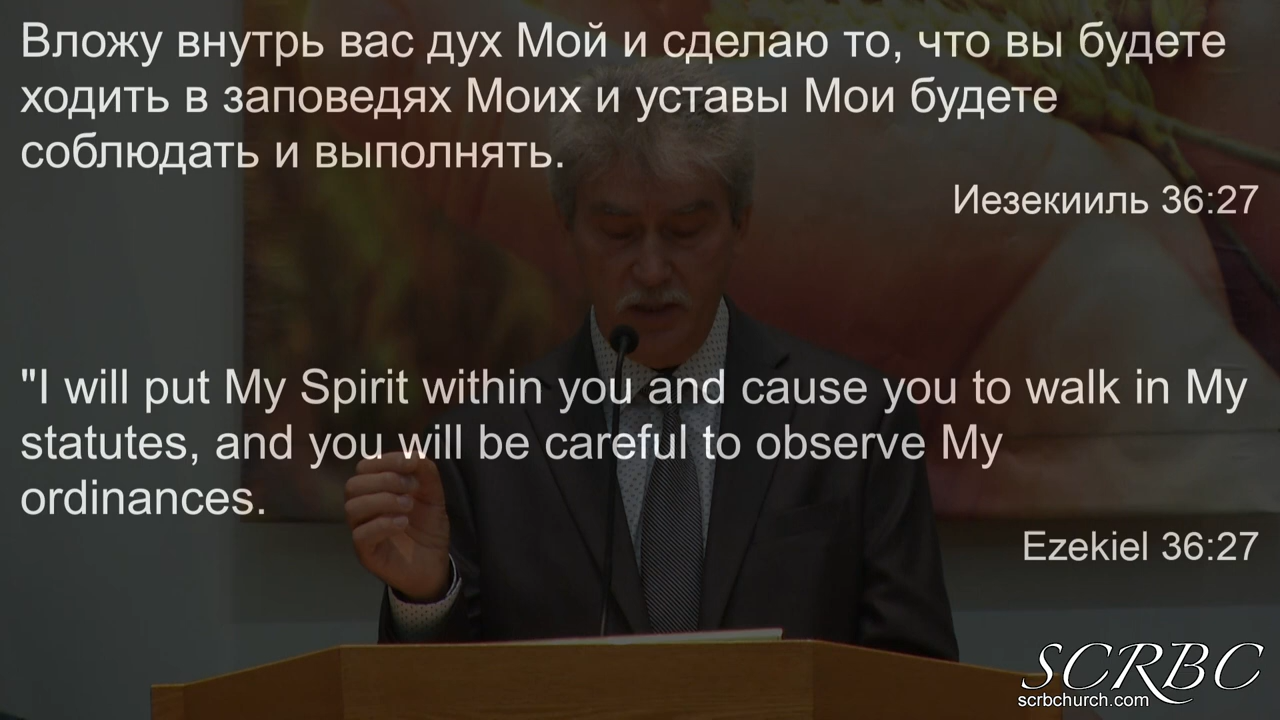 Вложу внутрь вас дух Мой и сделаю то, что вы будете
ходить в заповедях Моих и уставы Мои будете
соблюдать и выполнять.
Иезекииль 36:27
"I will put My Spirit within you and cause you to walk in My
statutes, and you will be careful to observe My
ordinances.
Ezekiel 36:27
SCRBC
scrbchurch.com